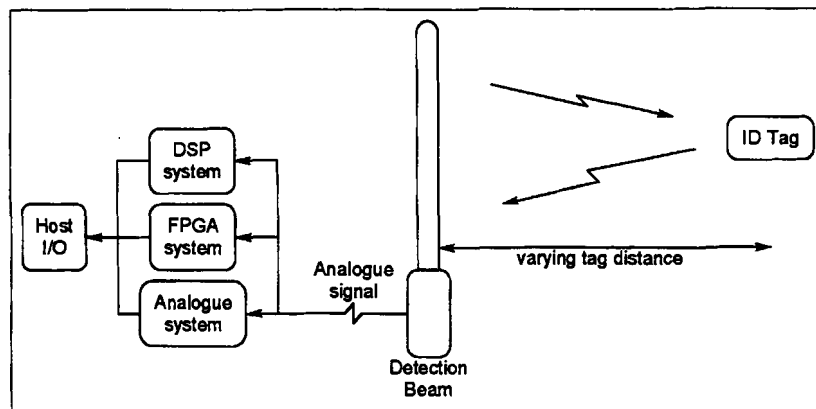 DSP
system
Host
I/O
FPGA
system
Analogue
system
Analogue
signal
Detection
Beam
ID Tag
varying tag distance